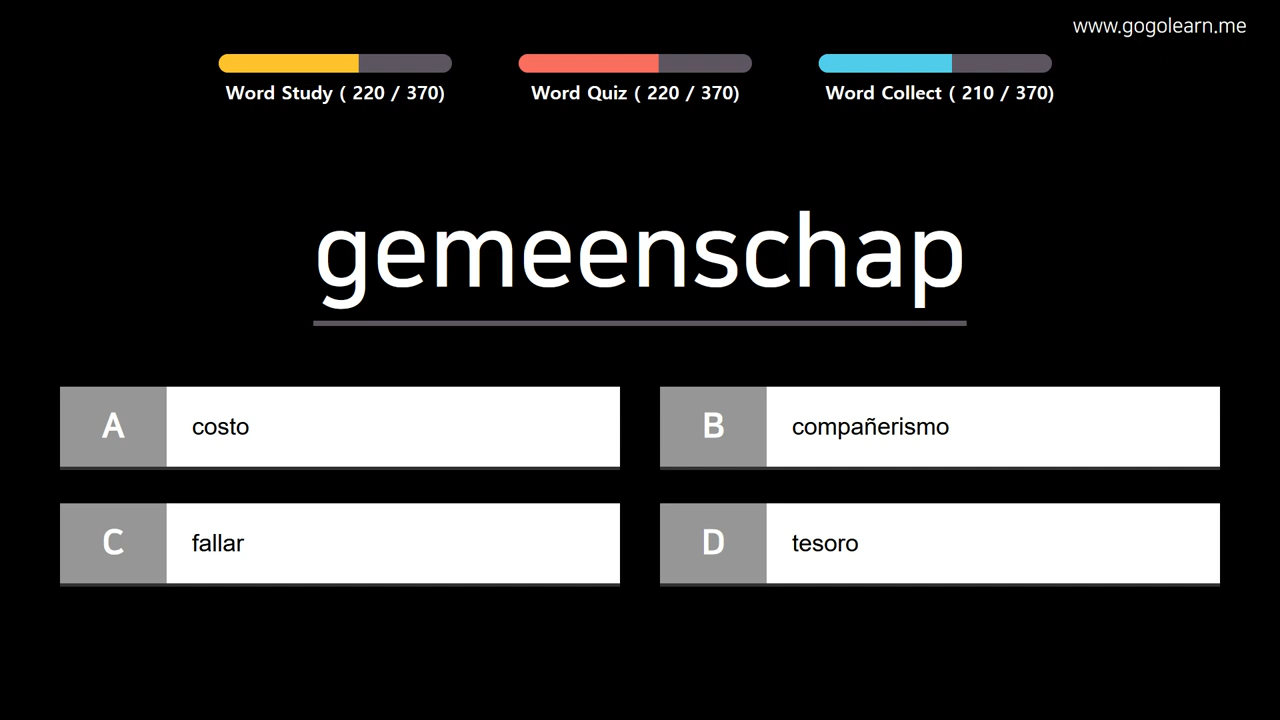 www.gogolearn.me
Word Study ( 220 / 370)
Word Quiz ( 220 / 370)
Word Collect ( 210 / 370)
gemeenschap
A
costo
B
compañerismo
C
fallar
D
tesoro